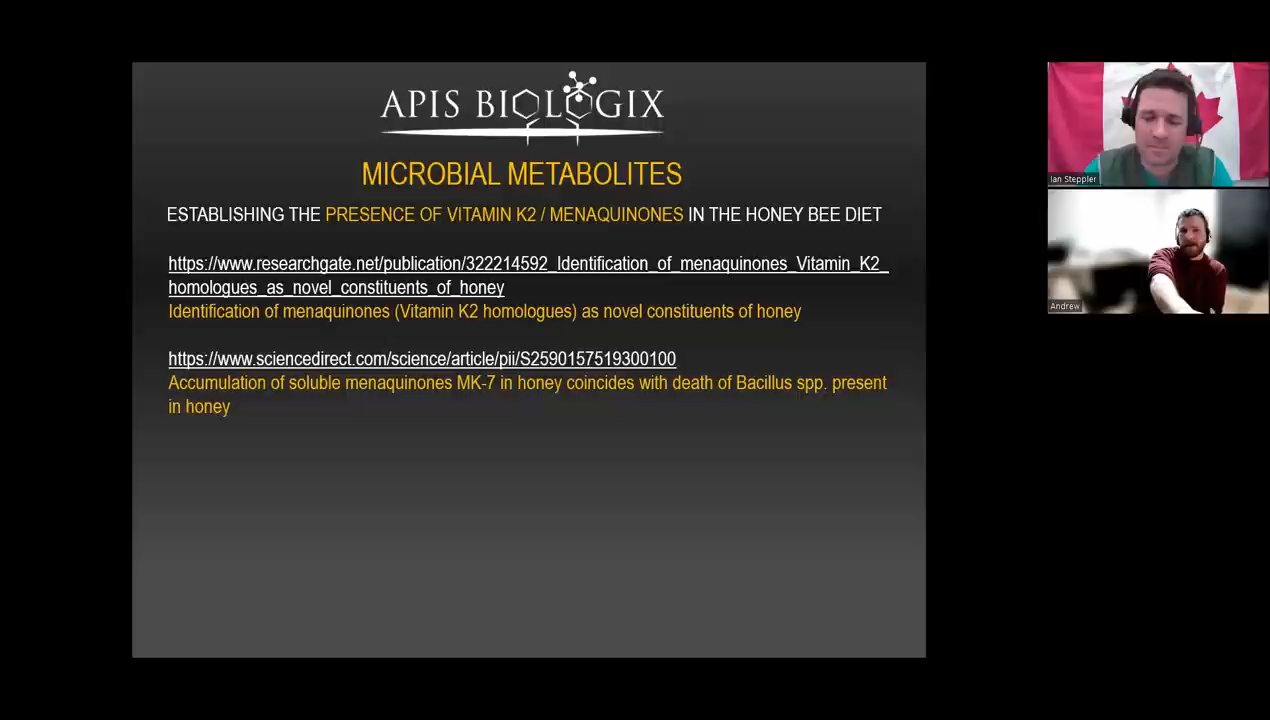 APIS BIOLOGIX
MICROBIAL METABOLITES
ESTABLISHING THE PRESENCE OF VITAMIN K2 / MENAQUINONES IN THE HONEY BEE DIET
https://www.researchgate.net/publication/322214592_Identification_of_menaquinones_Vitamin_K2_
homologues_as_novel_constituents_of_honey
Identification of menaquinones (Vitamin K2 homologues) as novel constituents of honey
https://www.sciencedirect.com/science/article/pii/S2590157519300100
Accumulation of soluble menaquinones MK-7 in honey coincides with death of Bacillus spp. present
in honey
Ian Steppler
Andrew